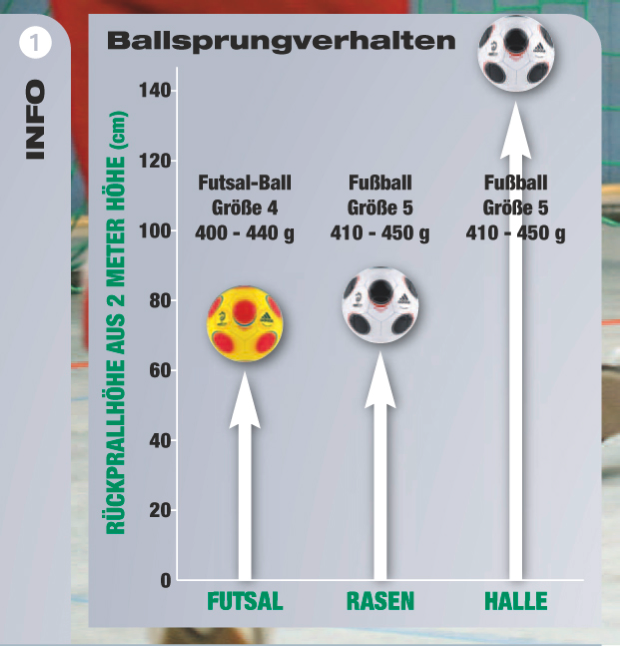 1
INFO
Ballsprungverhalten
RÜCKPRALLHÖHE AUS 2 METER HÖHE (cm)
140
120
100
80
60
40
20
0
Futsal-Ball
Größe 4
400 - 440 g
Fußball
Größe 5
410 - 450 g
Fußball
Größe 5
410 - 450 g
FUTSAL
RASEN
HALLE